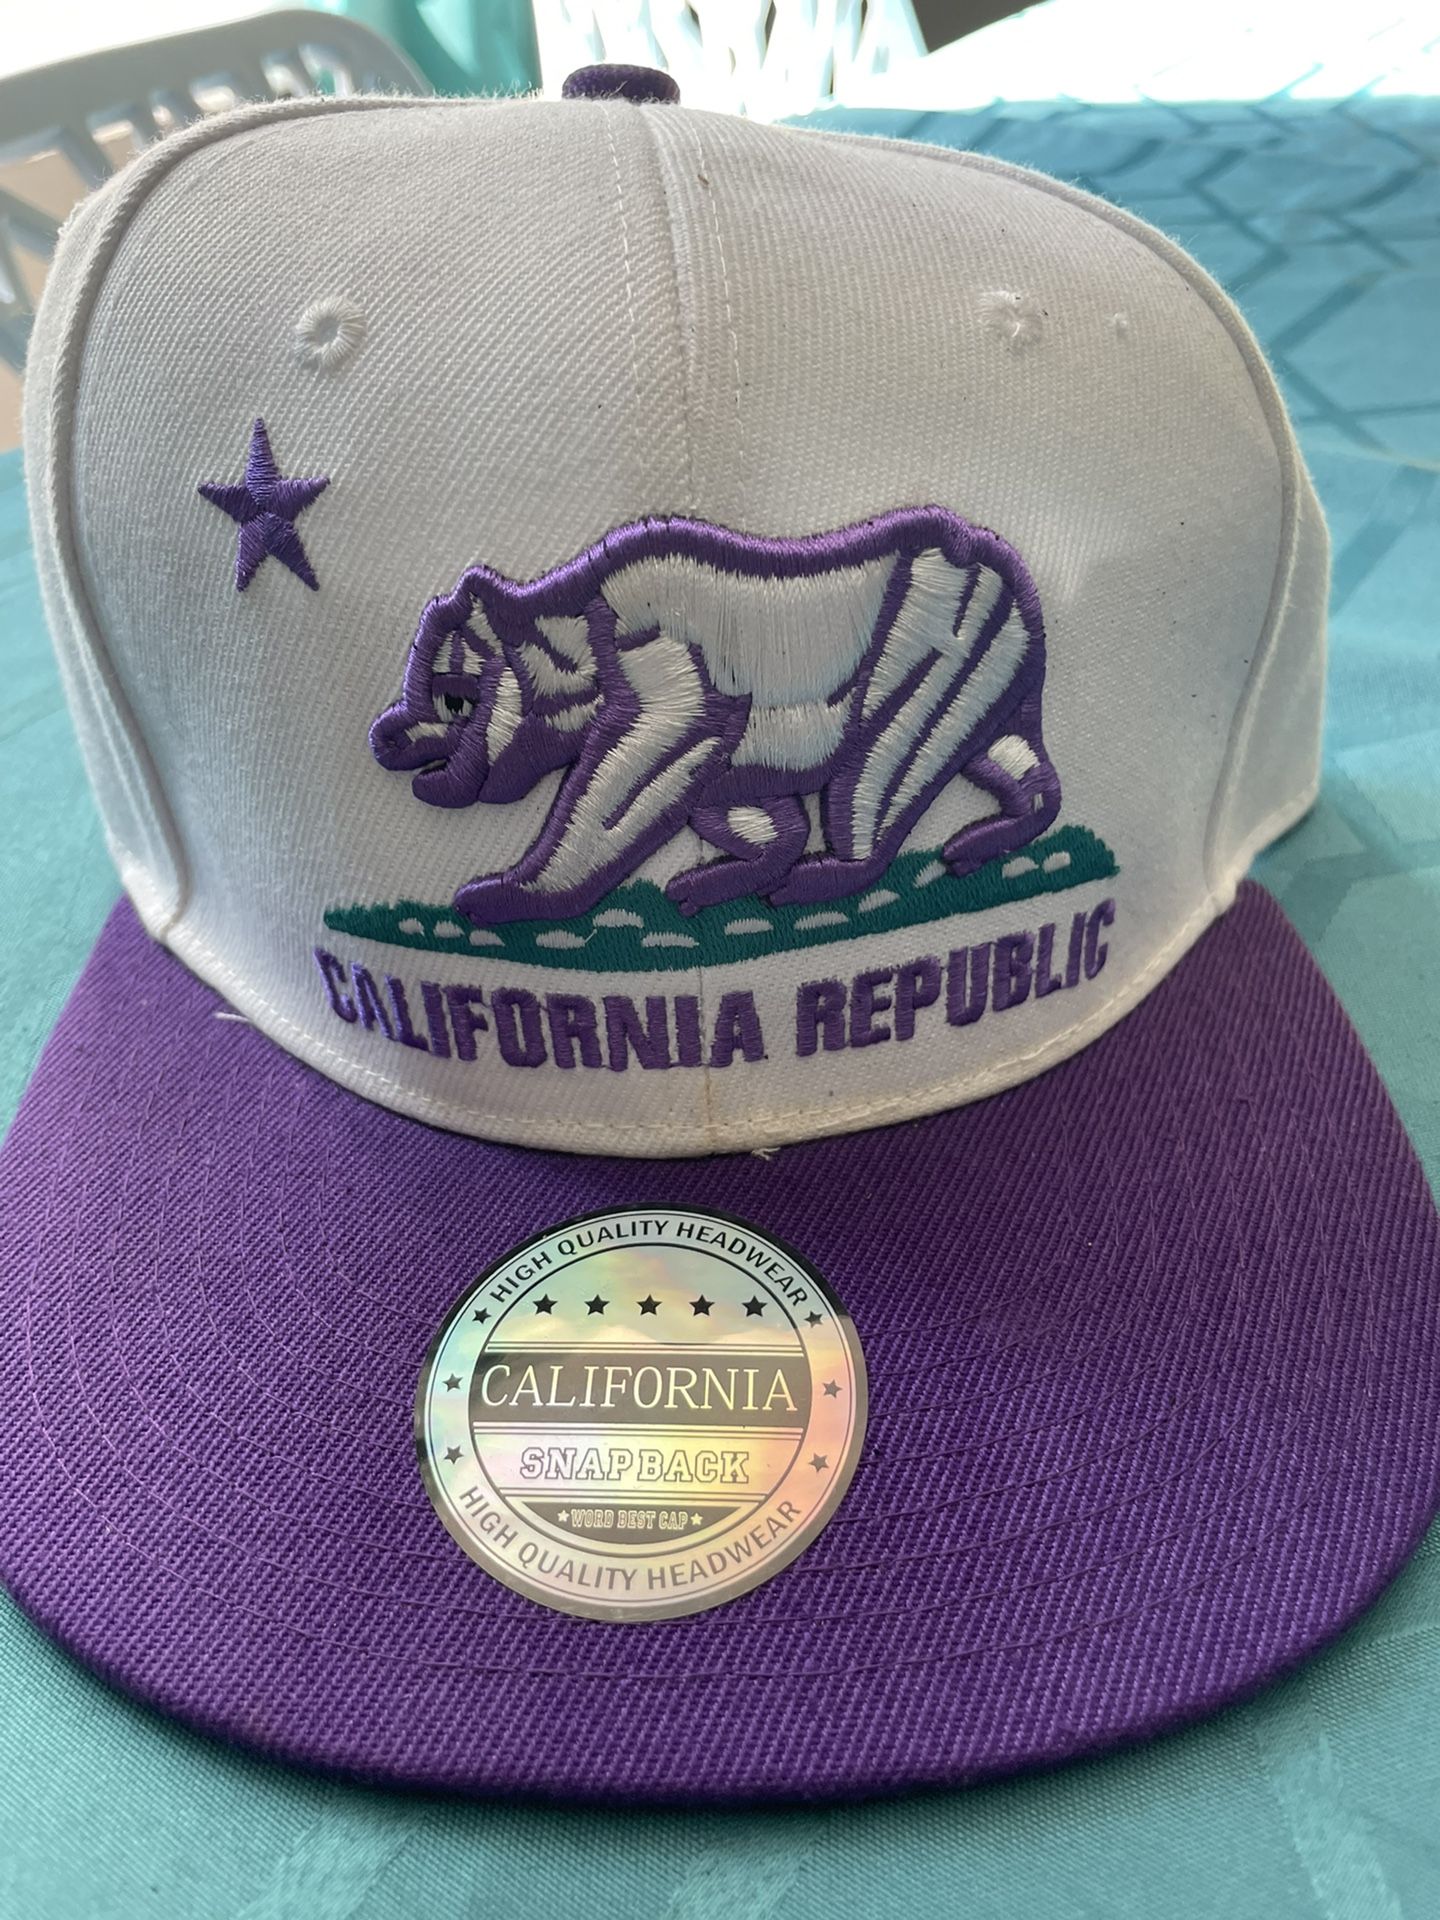 CALIFORNIA REPUBLIC
HIGH QUALITY HEADWEAR
CALIFORNIA
SNAPBACK
WORD BEST CAP
HIGH QUALITY HEADWEAR